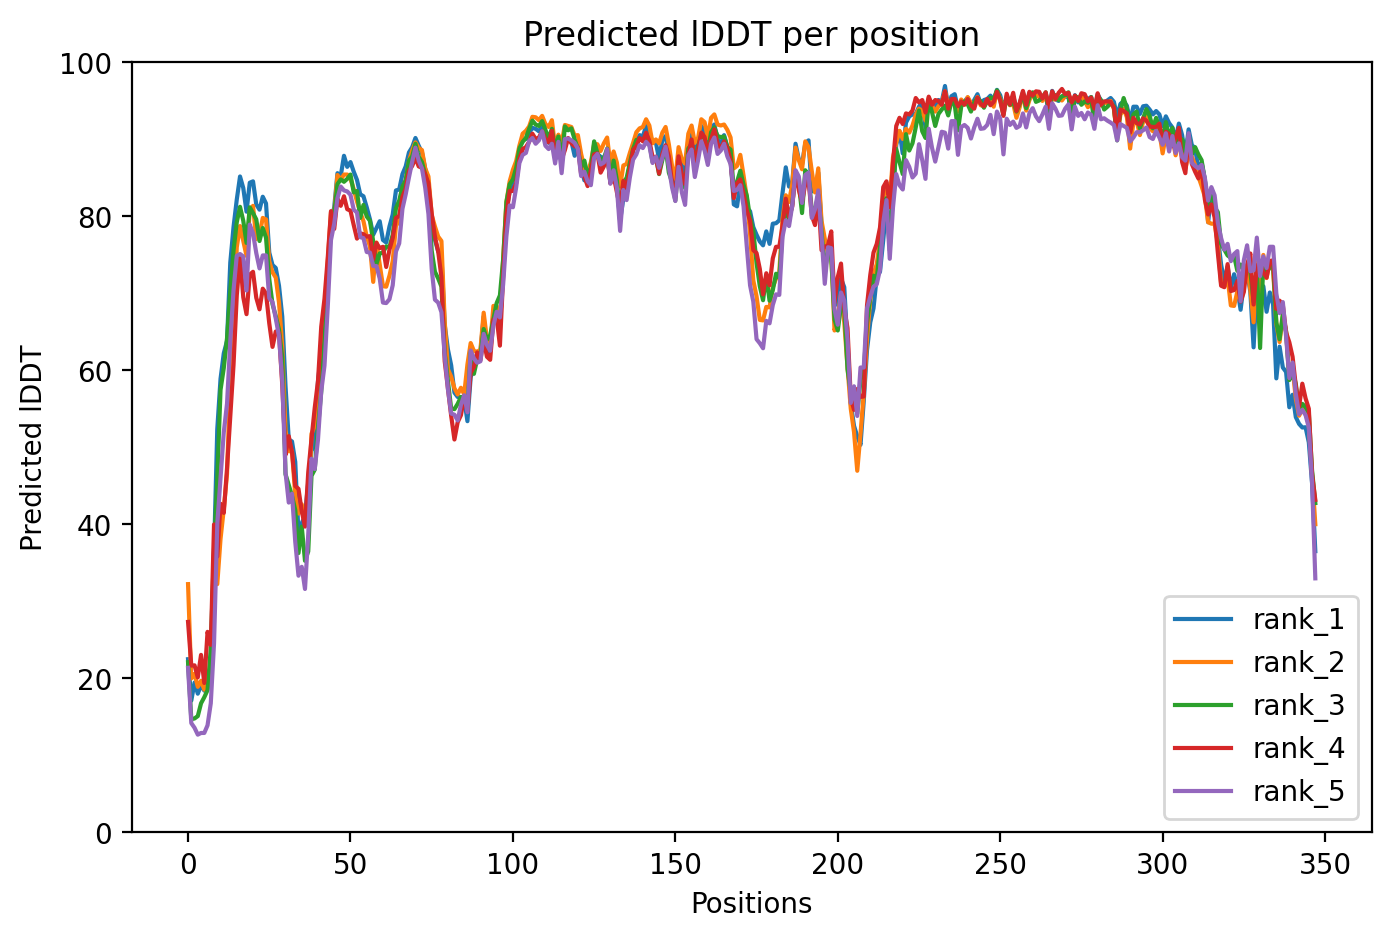 Predicted lDDT per position
Predicted lDDT
100
80
60
40
20
0
0 50 100 150 200 250 300 350
Positions
rank_1
rank_2
rank_3
rank_4
rank_5